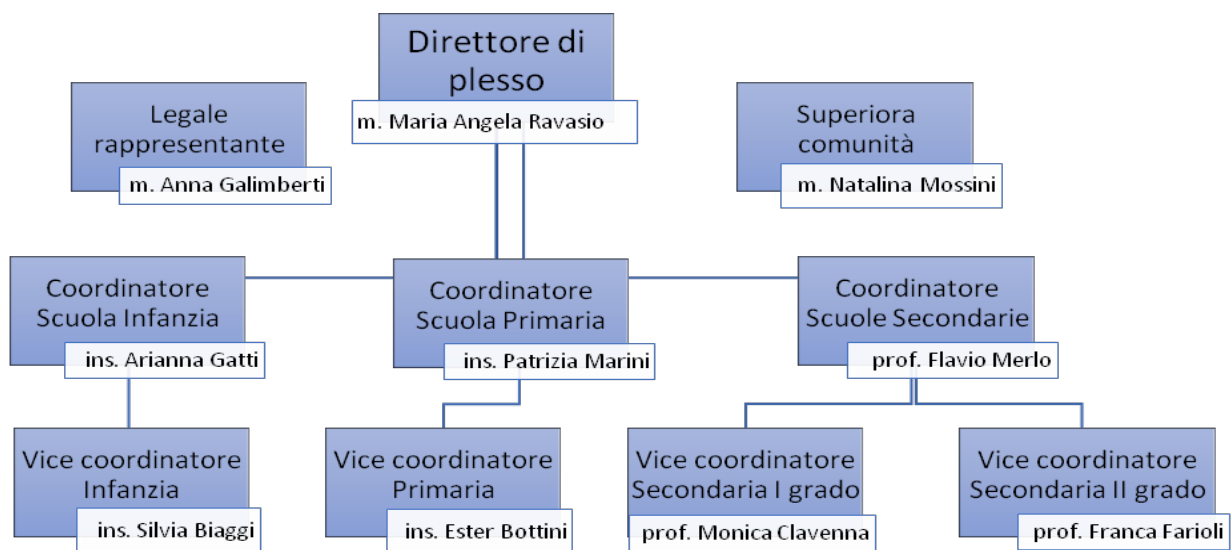 Direttore di
plesso
m. Maria Angela Ravasio
Legale
rappresentante
m. Anna Galimberti
Superiora
comunità
m. Natalina Mossini
Coordinatore
Scuola Infanzia
ins. Arianna Gatti
Coordinatore
Scuola Primaria
ins. Patrizia Marini
Coordinatore
Scuole Secondarie
prof. Flavio Merlo
Vice coordinatore
Infanzia
ins. Silvia Biaggi
Vice coordinatore
Primaria
ins. Ester Bottini
Vice coordinatore
Secondaria I grado
prof. Monica Clavenna
Vice coordinatore
Secondaria II grado
prof. Franca Farioli